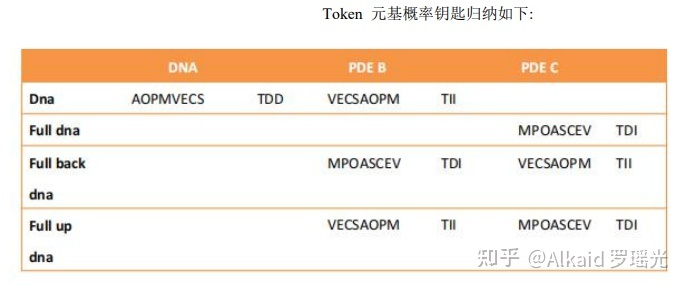 Token 元基概率钥匙归纳如下:
DNA PDE B PDE C
Dna AOPMVECS TDD VECSAOPM TII
Full dna MPOASCEV TDI
Full back MPOASCEV TDI VECSAOPM TII
dna
Full up VECSAOPM TII MPOASCEV TDI
dna
知乎 @Alkaid 罗瑶光